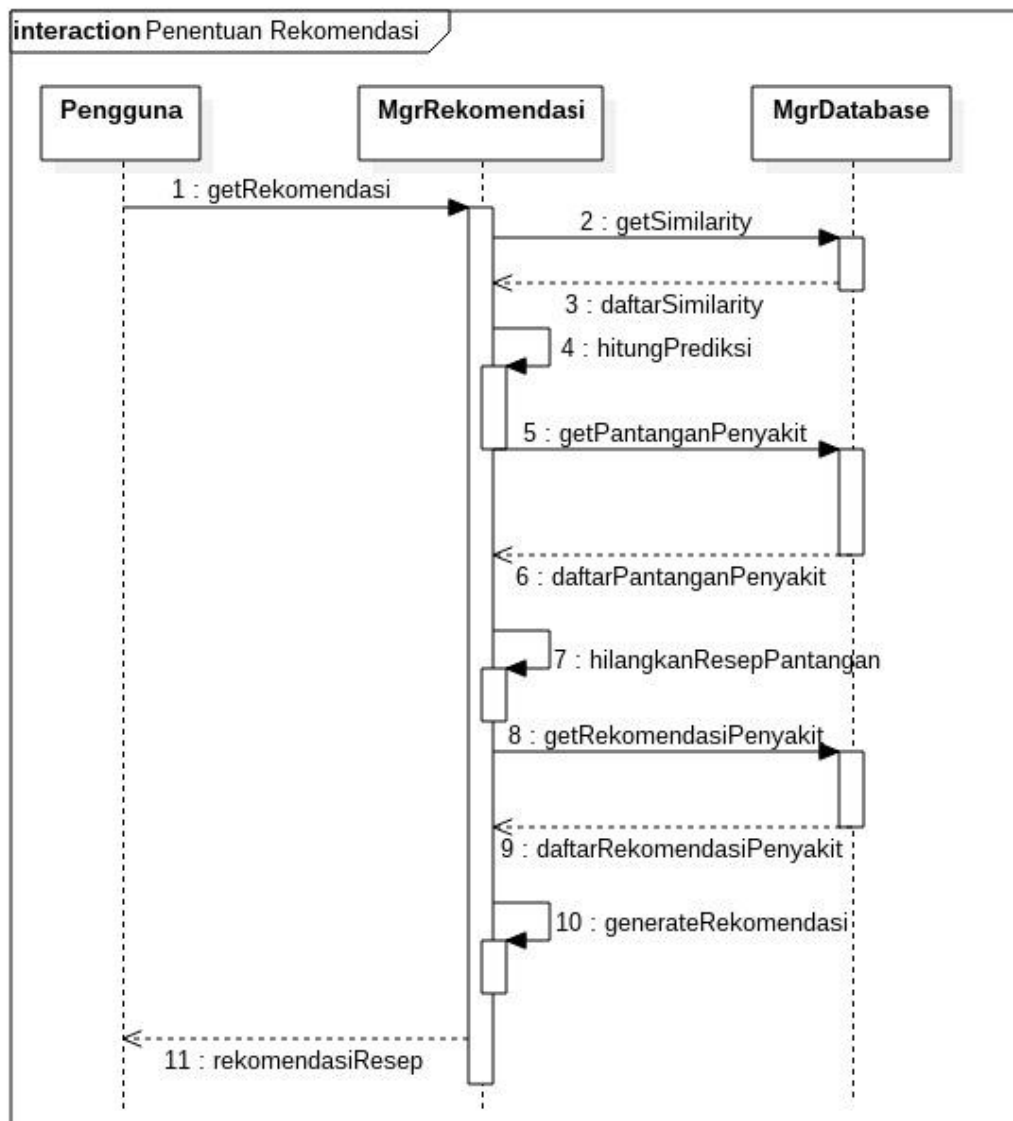 interaction Penentuan Rekomendasi
Pengguna
MgrRekomendasi
MgrDatabase
1 : getRekomendasi
2 : getSimilarity
3 : daftarSimilarity
4 : hitungPrediksi
5 : getPantanganPenyakit
6 : daftarPantanganPenyakit
7 : hilangkanResepPantangan
8 : getRekomendasiPenyakit
9 : daftarRekomendasiPenyakit
10 : generateRekomendasi
11 : rekomendasiResep